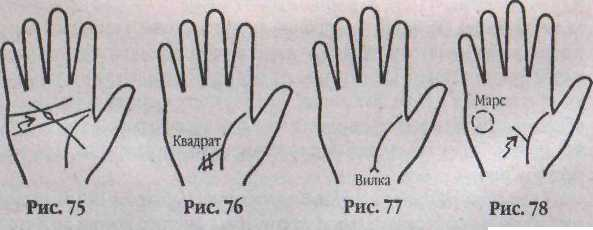 Марс
Квадрат
Вилка
Рис. 75
Рис. 76
Рис. 77
Рис. 78